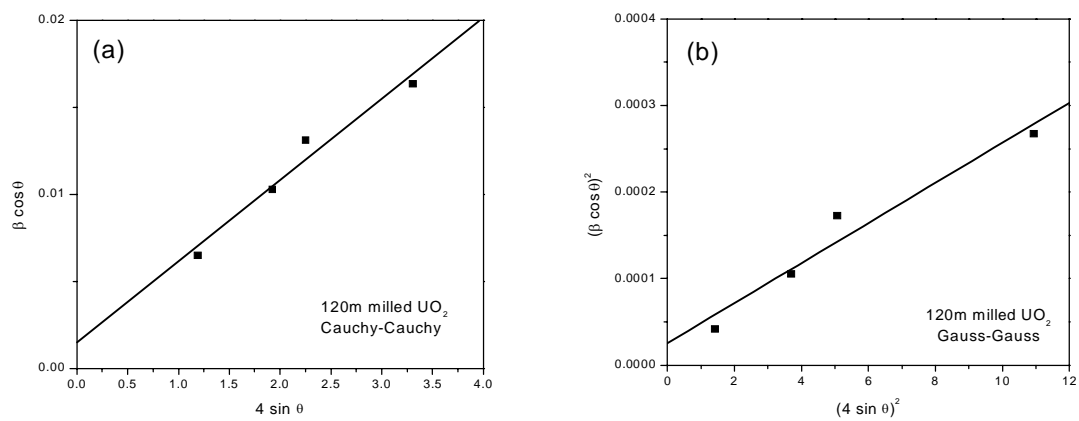 (a)
0.02
0.01
0.00
β cos θ
0.0 0.5 1.0 1.5 2.0 2.5 3.0 3.5 4.0
4 sin θ
120m milled UO₂
Cauchy-Cauchy
(b)
0.0004
0.0003
0.0002
0.0001
0.0000
(β cos θ)²
0 2 4 6 8 10 12
(4 sin θ)²
120m milled UO₂
Gauss-Gauss